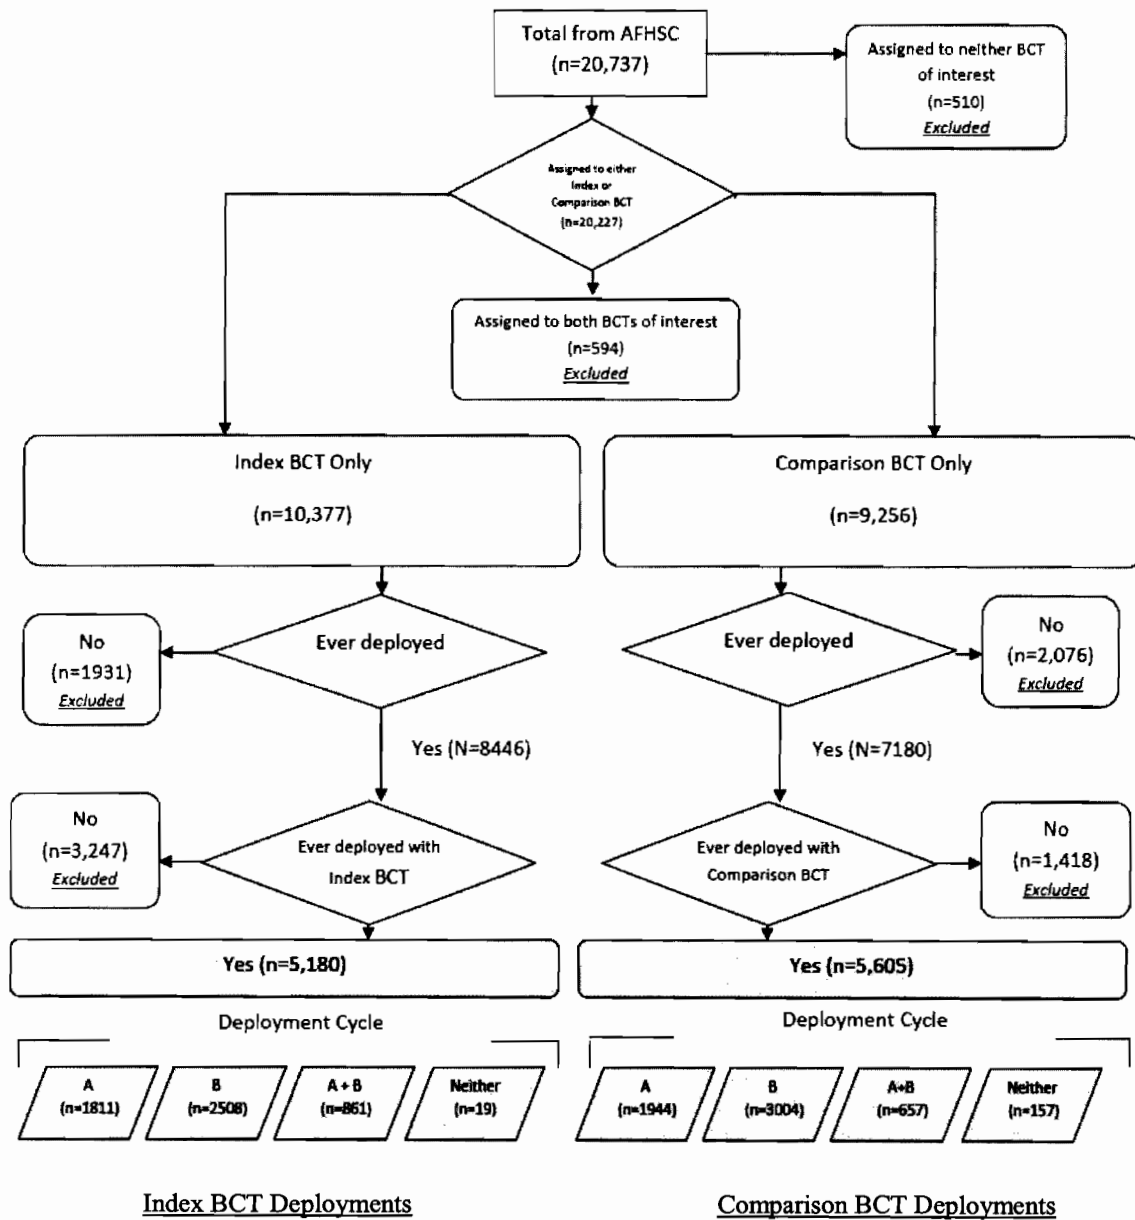 Total from AFHSC
(n=20,737)
Assigned to neither BCT
of interest
(n=510)
Excluded
Assigned to either
Index or
Comparison BCT
(n=20,227)
Assigned to both BCTs of interest
(n=594)
Excluded
Index BCT Only
(n=10,377)
Comparison BCT Only
(n=9,256)
Ever deployed
No
(n=1931)
Excluded
Yes (N=8446)
Ever deployed
No
(n=2,076)
Excluded
Yes (N=7180)
No
(n=3,247)
Excluded
Ever deployed with
Index BCT
Ever deployed with
Comparison BCT
No
(n=1,418)
Excluded
Yes (n=5,180)
Yes (n=5,605)
Deployment Cycle
A
(n=1811)
B
(n=2508)
A + B
(n=861)
Neither
(n=19)
Deployment Cycle
A
(n=1944)
B
(n=3004)
A+B
(n=657)
Neither
(n=157)
Index BCT Deployments
Comparison BCT Deployments